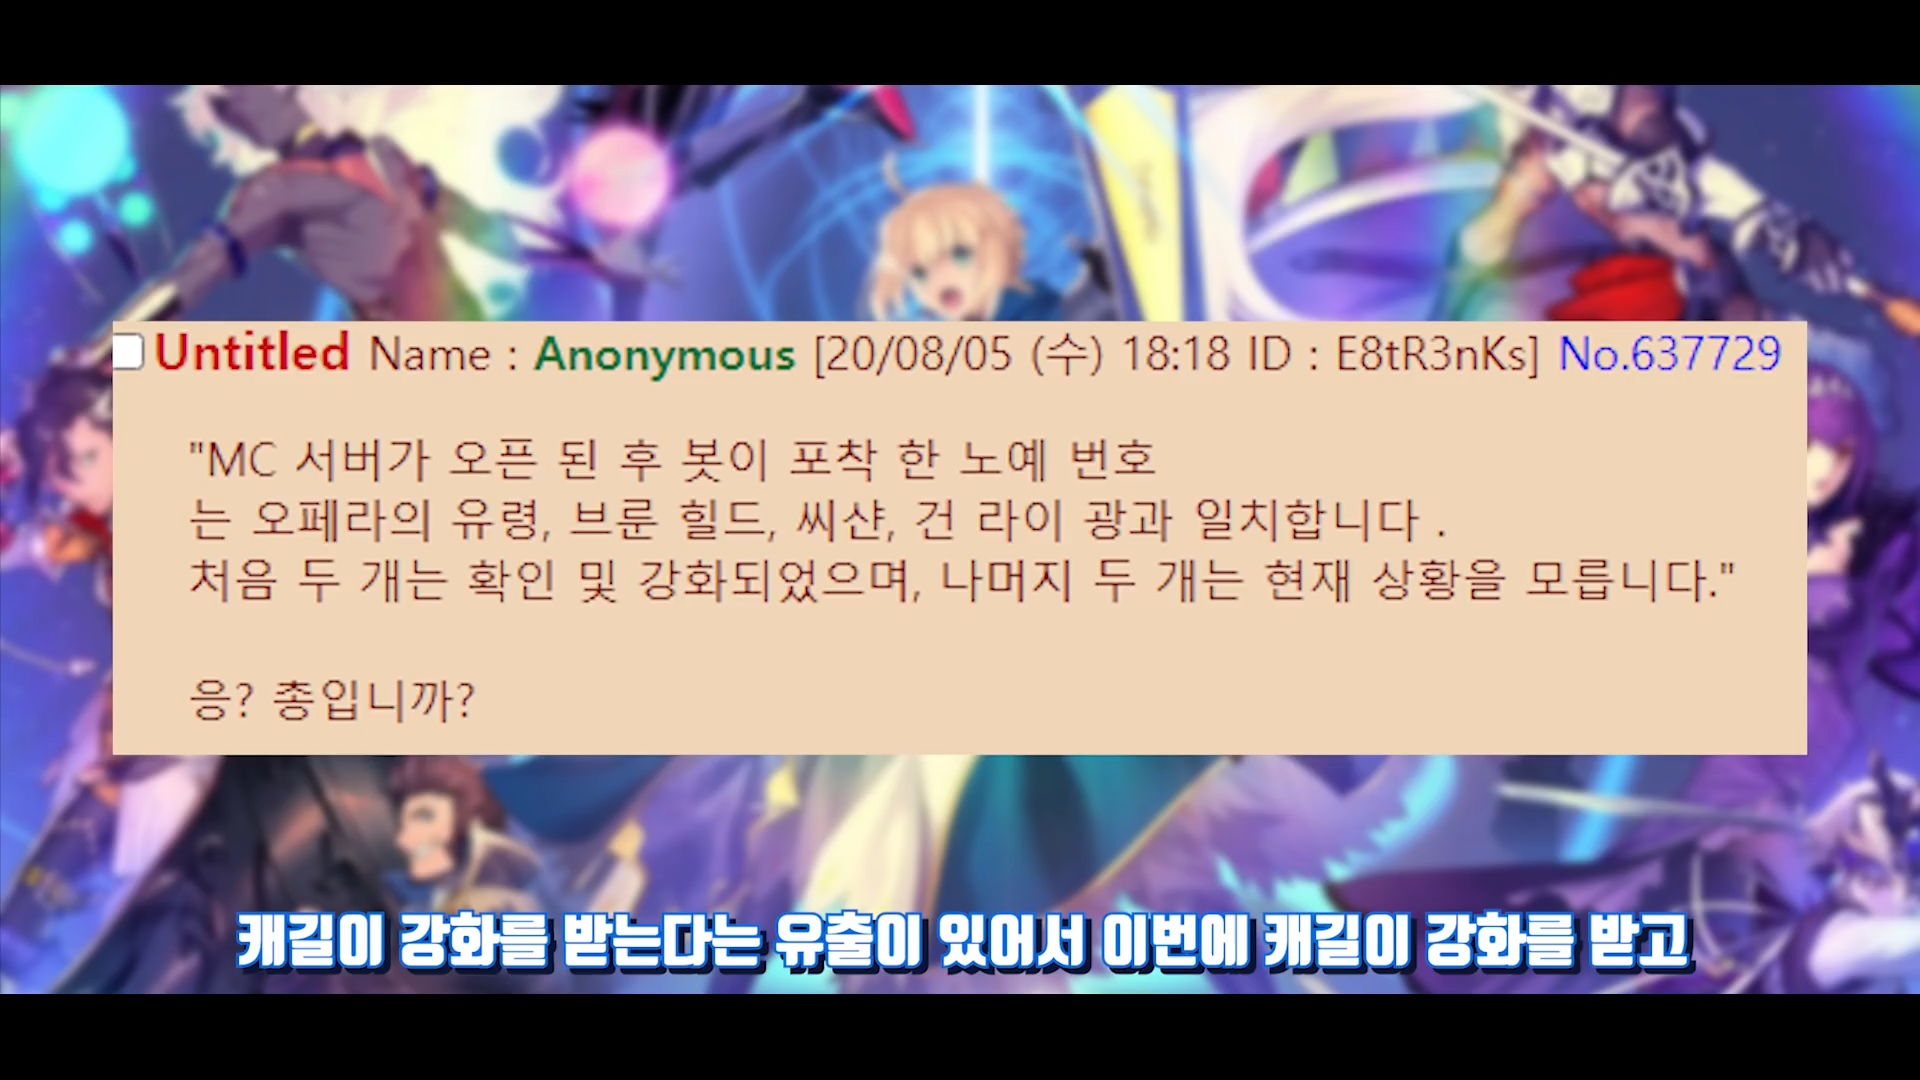 Untitled Name : Anonymous [20/08/05 (수) 18:18 ID : E8tR3nKs] No.637729
"MC 서버가 오픈 된 후 봇이 포착 한 노예 번호
는 오페라의 유령, 브룬 힐드, 씨샨, 건 라이 광과 일치합니다 .
처음 두 개는 확인 및 강화되었으며, 나머지 두 개는 현재 상황을 모릅니다."
응? 총입니까?
캐길이 강화를 받는다는 유출이 있어서 이번에 캐길이 강화를 받고